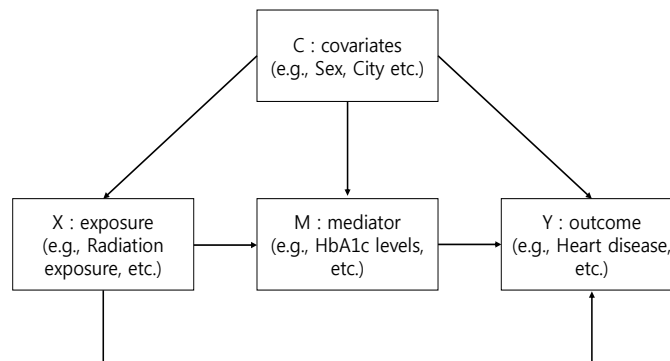 C : covariates
(e.g., Sex, City etc.)
X : exposure
(e.g., Radiation
exposure, etc.)
M : mediator
(e.g., HbA1c levels,
etc.)
Y : outcome
(e.g., Heart disease,
etc.)